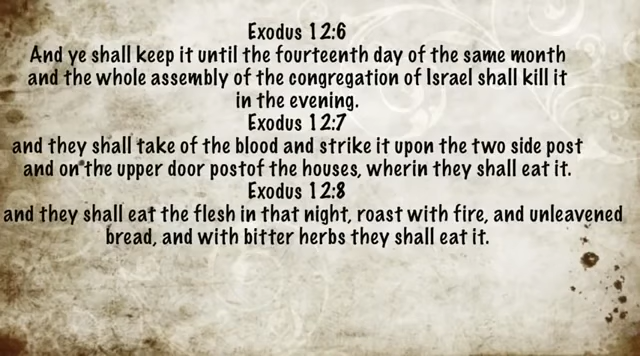 Exodus 12:6
And ye shall keep it until the fourteenth day of the same month
and the whole assembly of the congregation of Israel shall kill it
in the evening.
Exodus 12:7
and they shall take of the blood and strike it upon the two side post
and on the upper door postof the houses, wherin they shall eat it.
Exodus 12:8
and they shall eat the flesh in that night, roast with fire, and unleavened
bread, and with bitter herbs they shall eat it.